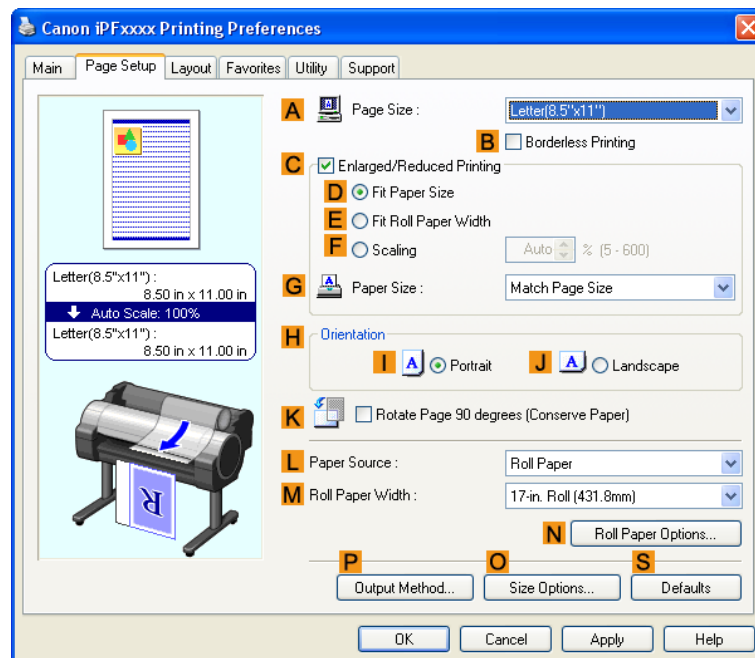 Canon iPFxxxx Printing Preferences
Main Page Setup Layout Favorites Utility Support
A Page Size : Letter(8.5"x11")
B Borderless Printing
C Enlarged/Reduced Printing
D Fit Paper Size
E Fit Roll Paper Width
F Scaling Auto % (5 - 600)
Letter(8.5"x11") :
8.50 in x 11.00 in
Auto Scale: 100%
Letter(8.5"x11") :
8.50 in x 11.00 in
G A Paper Size : Match Page Size
H Orientation
I A Portrait J A Landscape
K Rotate Page 90 degrees (Conserve Paper)
R
L Paper Source : Roll Paper
M Roll Paper Width : 17-in. Roll (431.8mm)
N Roll Paper Options...
P O S
Output Method... Size Options... Defaults
OK Cancel Apply Help